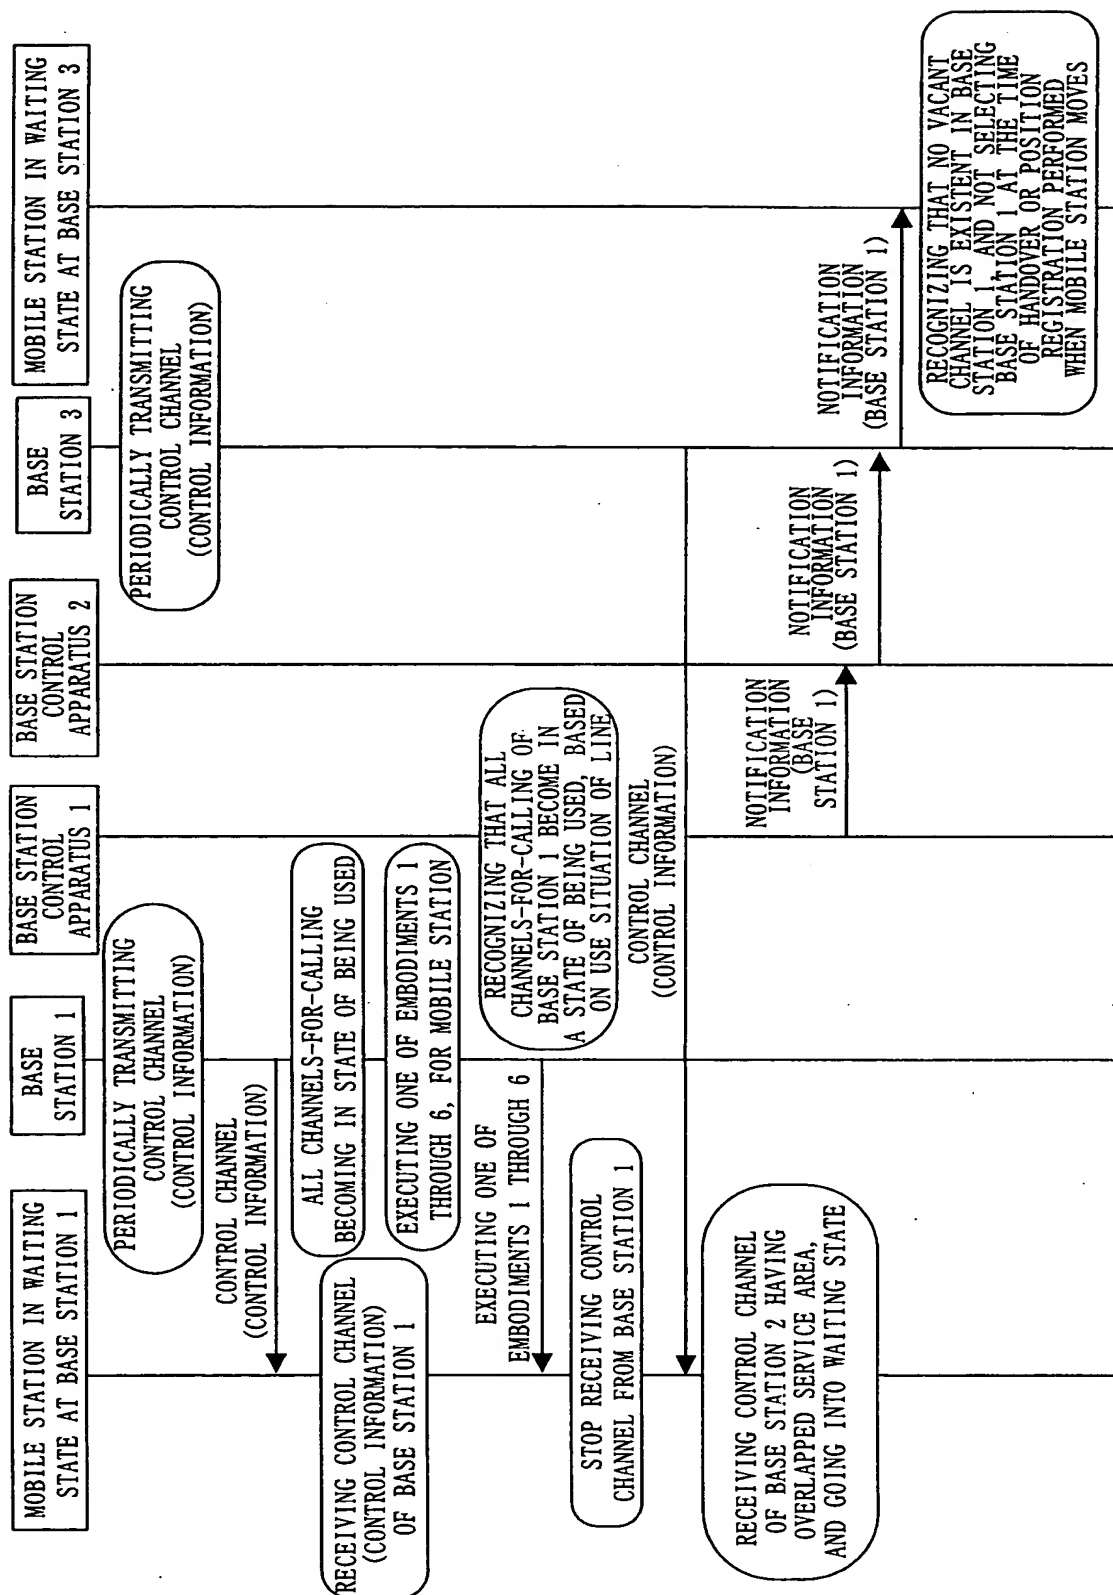 MOBILE STATION IN WAITING
STATE AT BASE STATION 1
BASE
STATION 1
BASE STATION
CONTROL
APPARATUS 1
BASE STATION
CONTROL
APPARATUS 2
BASE
STATION 3
MOBILE STATION IN WAITING
STATE AT BASE STATION 3
PERIODICALLY TRANSMITTING
CONTROL CHANNEL
(CONTROL INFORMATION)
PERIODICALLY TRANSMITTING
CONTROL CHANNEL
(CONTROL INFORMATION)
CONTROL CHANNEL
(CONTROL INFORMATION)
ALL CHANNELS-FOR-CALLING
BECOMING IN STATE OF BEING USED
RECEIVING CONTROL CHANNEL
(CONTROL INFORMATION)
OF BASE STATION 1
EXECUTING ONE OF EMBODIMENTS 1
THROUGH 6, FOR MOBILE STATION
EXECUTING ONE OF
EMBODIMENTS 1 THROUGH 6
RECOGNIZING THAT ALL
CHANNELS-FOR-CALLING OF
BASE STATION 1 BECOME IN
A STATE OF BEING USED, BASED
ON USE SITUATION OF LINE
STOP RECEIVING CONTROL
CHANNEL FROM BASE STATION 1
CONTROL CHANNEL
(CONTROL INFORMATION)
RECEIVING CONTROL CHANNEL
OF BASE STATION 2 HAVING
OVERLAPPED SERVICE AREA,
AND GOING INTO WAITING STATE
NOTIFICATION
INFORMATION
(BASE
STATION 1)
NOTIFICATION
INFORMATION
(BASE STATION 1)
NOTIFICATION
INFORMATION
(BASE STATION 1)
RECOGNIZING THAT NO VACANT
CHANNEL IS EXISTENT IN BASE
STATION 1, AND NOT SELECTING
BASE STATION 1 AT THE TIME
OF HANDOVER OR POSITION
REGISTRATION PERFORMED
WHEN MOBILE STATION MOVES